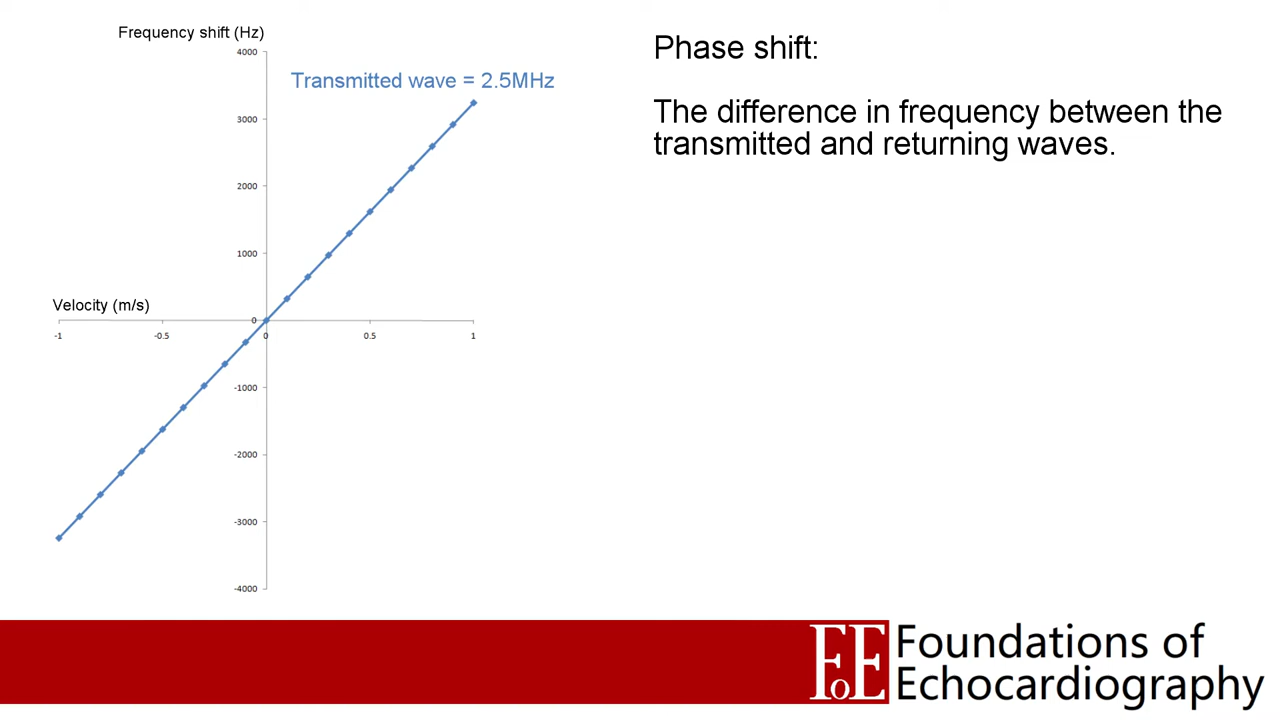 Frequency shift (Hz)
4000
Transmitted wave = 2.5MHz
3000
2000
1000
Velocity (m/s)
0
-1
-0.5
0
0.5
1
-1000
-2000
-3000
-4000
Phase shift:
The difference in frequency between the
transmitted and returning waves.
FoE
Foundations of
Echocardiography